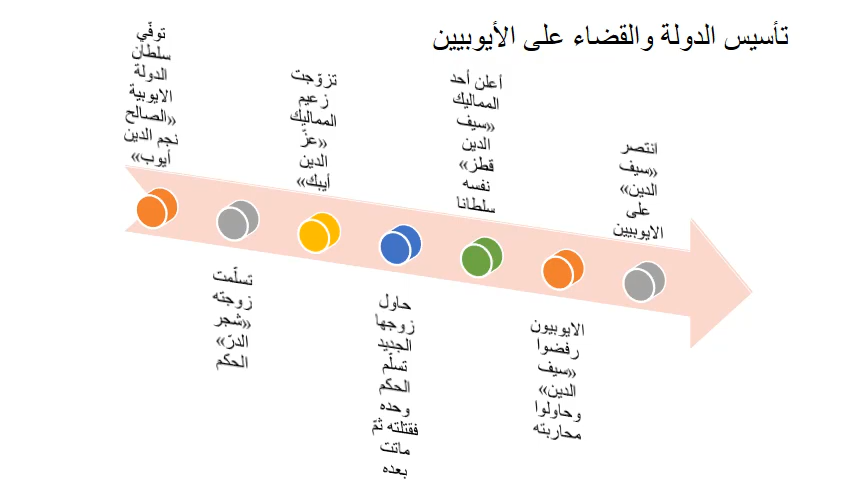 تأسيس الدولة والقضاء على الأيوبيين
توفّي
سلطان
الدولة
الايوبية
«الصالح
نجم الدين
أيوب»
تسلّمت
زوجته
«شجر
الدرّ»
الحكم
تزوّجت
زعيم
المماليك
«عزّ
الدين
أيبك»
حاول
زوجها
الجديد
تسلّم
الحكم
وحده
فقتلته ثمّ
ماتت
بعده
أعلن أحد
المماليك
«سيف
الدين
قطز»
نفسه
سلطانا
الايوبيون
رفضوا
«سيف
الدين»
وحاولوا
محاربته
انتصر
«سيف
الدين»
على
الايوبيين